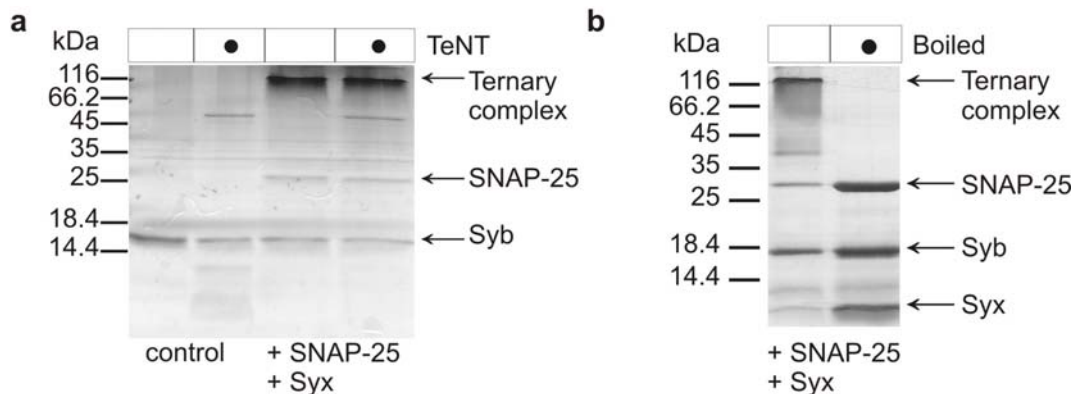 a
kDa
TeNT
116
66.2
45
35
25
18.4
14.4
Ternary
complex
SNAP-25
Syb
control
+ SNAP-25
+ Syx
b
kDa
Boiled
116
66.2
45
35
25
18.4
14.4
Ternary
complex
SNAP-25
Syb
Syx
+ SNAP-25
+ Syx